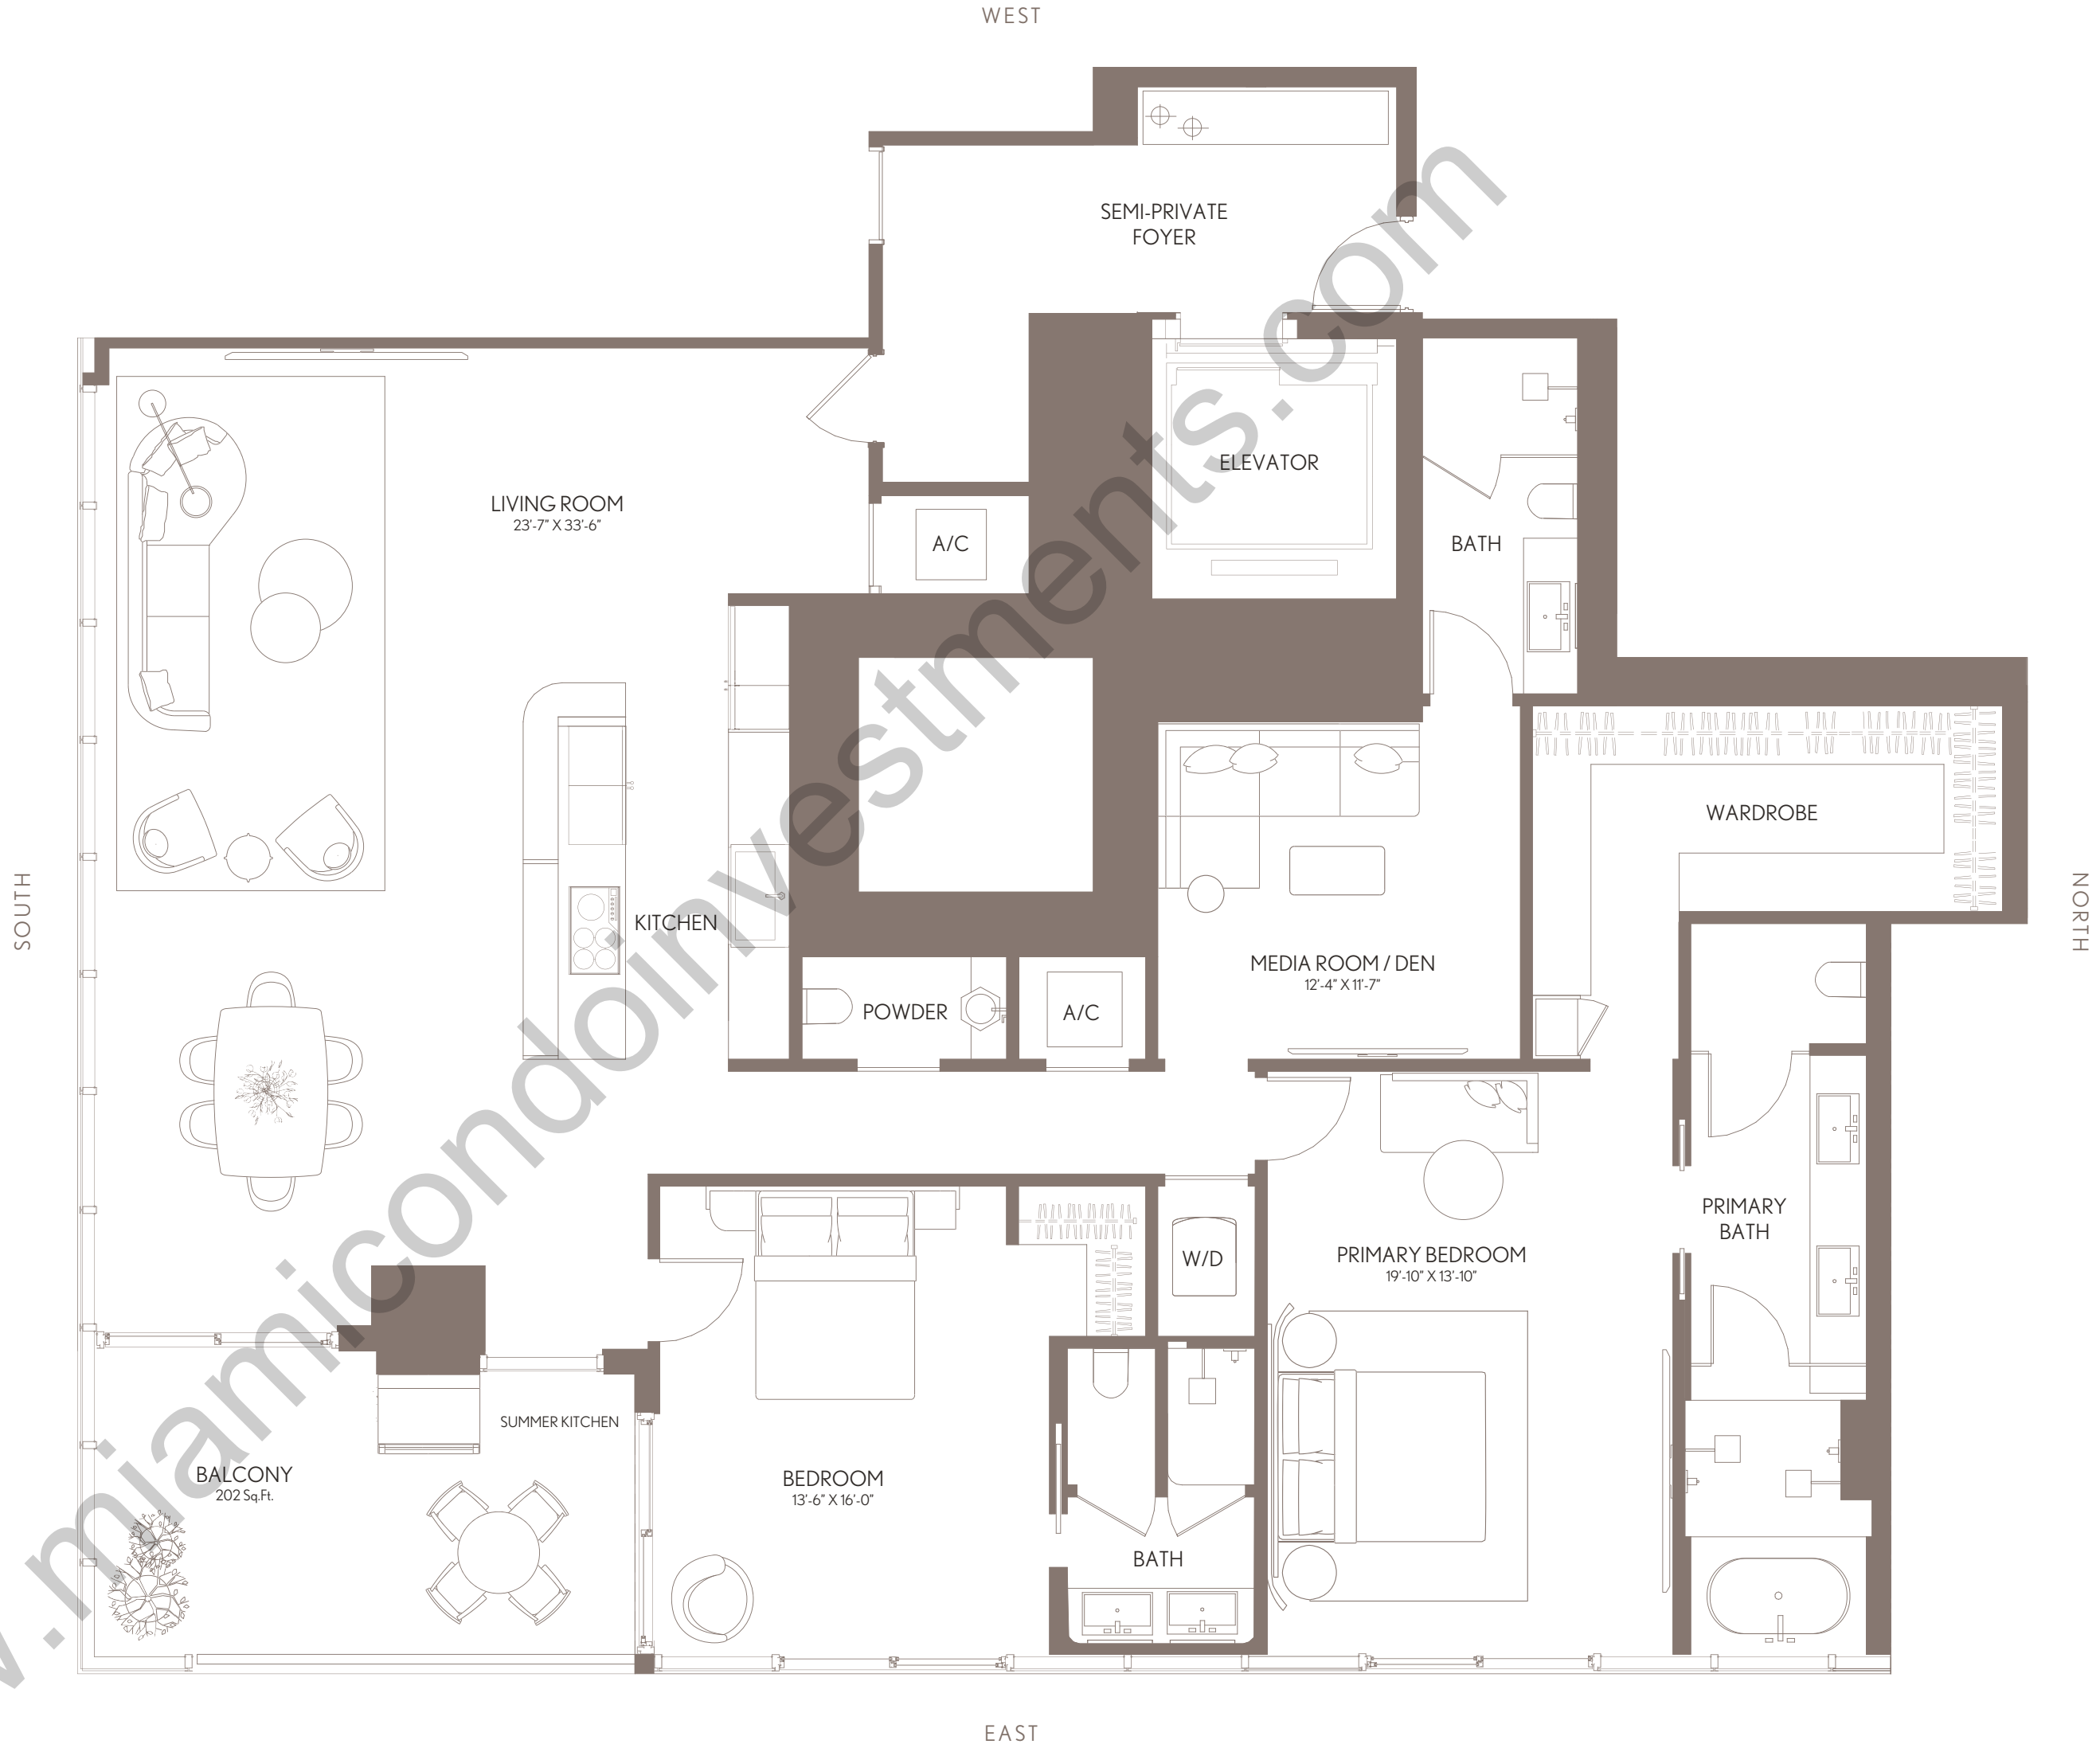 WEST
SEMI-PRIVATE
FOYER
ELEVATOR
LIVING ROOM
23'-7" X 33'-6"
A/C
BATH
WARDROBE
SOUTH
KITCHEN
NORTH
MEDIA ROOM / DEN
12'-4" X 11'-7"
POWDER
A/C
PRIMARY
BATH
W/D
PRIMARY BEDROOM
19'-10" X 13'-10"
SUMMER KITCHEN
BALCONY
202 Sq.Ft.
BEDROOM
13'-6" X 16'-0"
BATH
EAST
.miamicondoinvestments.com